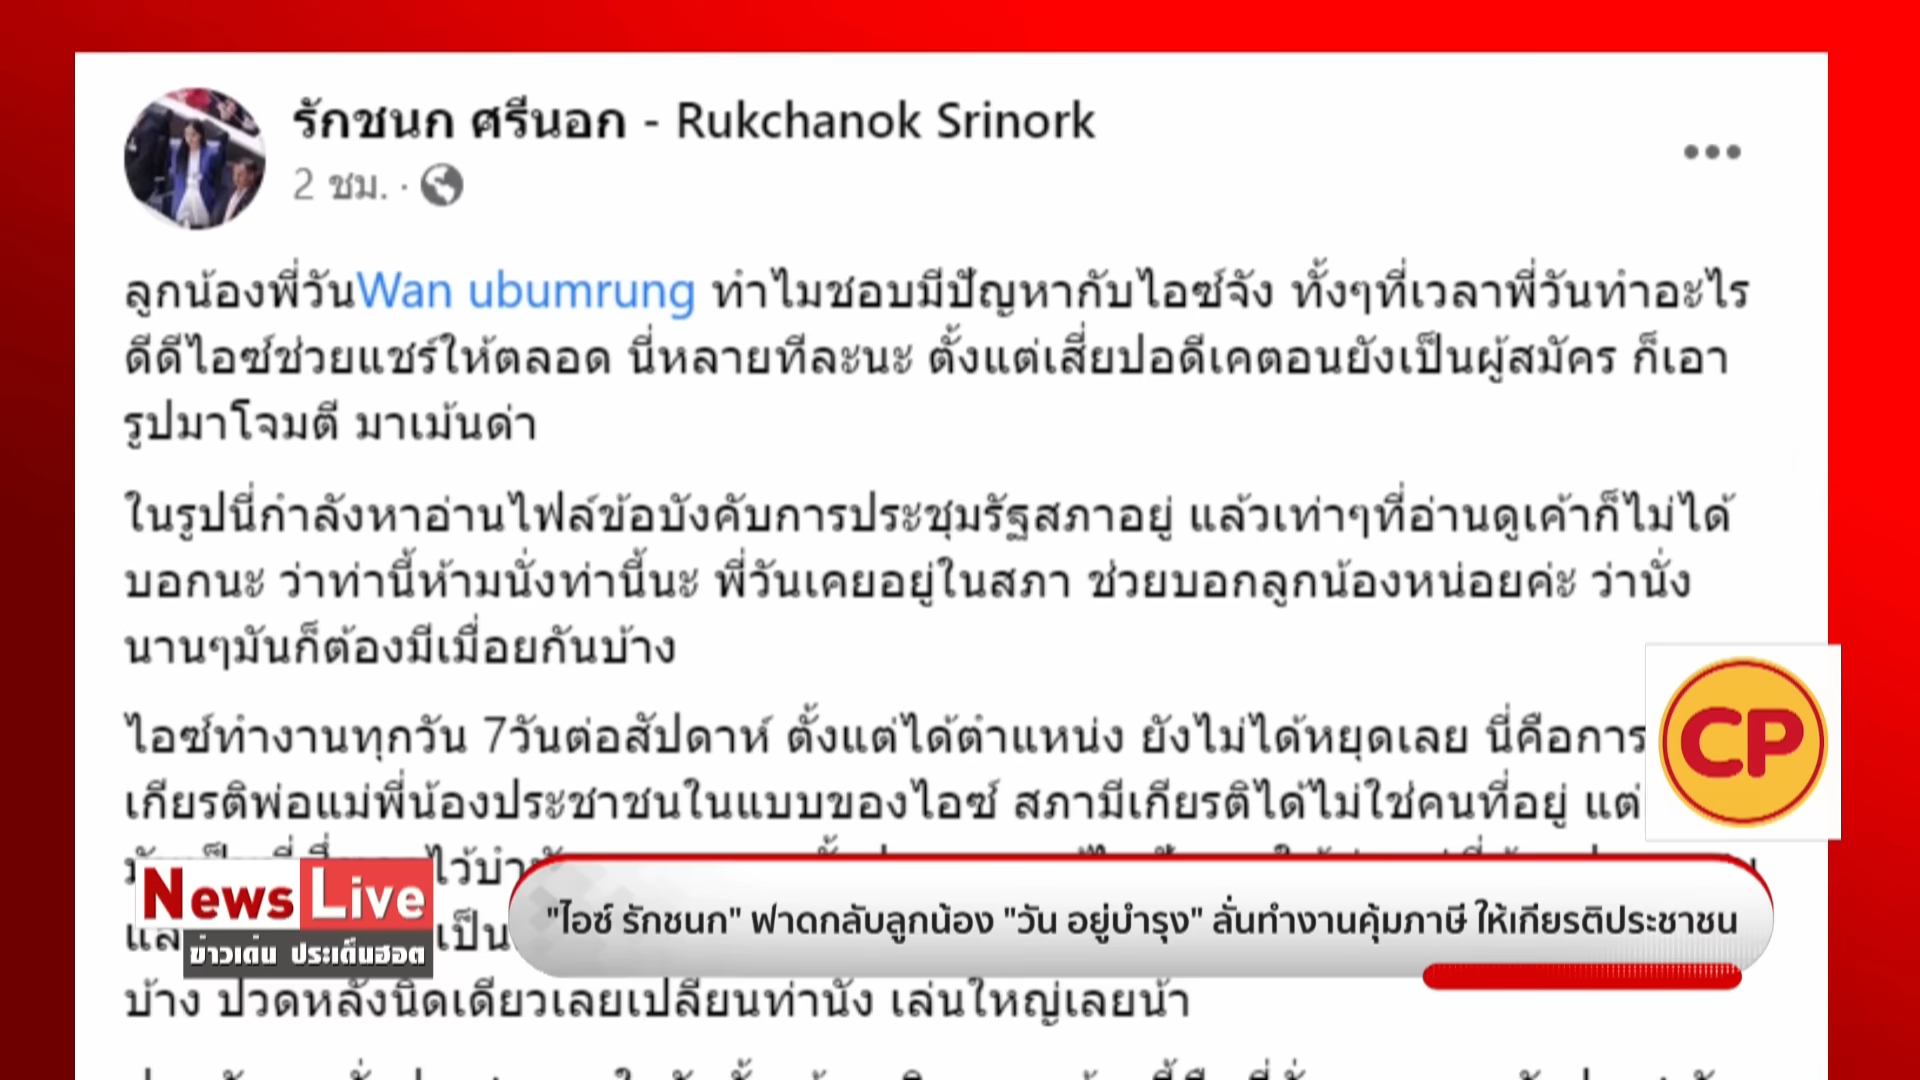 รักชนก ศรีนอก - Rukchanok Srinork
2 ชม. ·
ลูกน้องพี่วันWan ubumrung ทำไมชอบมีปัญหากับไอซ์จัง ทั้งๆที่เวลาพี่วันทำอะไร
ดีดีไอซ์ช่วยแชร์ให้ตลอด นี่หลายทีละนะ ตั้งแต่เสี่ยปอดีเคตอนยังเป็นผู้สมัคร ก็เอา
รูปมาโจมตี มาเม้นด่า
ในรูปนี่กำลังหาอ่านไฟล์ข้อบังคับการประชุมรัฐสภาอยู่ แล้วเท่าๆที่อ่านดูเค้าก็ไม่ได้
บอกนะ ว่าท่านี้ห้ามนั่งท่านี้นะ พี่วันเคยอยู่ในสภา ช่วยบอกลูกน้องหน่อยค่ะ ว่านั่ง
นานๆมันก็ต้องมีเมื่อยกันบ้าง
ไอซ์ทำงานทุกวัน 7วันต่อสัปดาห์ ตั้งแต่ได้ตำแหน่ง ยังไม่ได้หยุดเลย นี่คือการ
เกียรติพ่อแม่พี่น้องประชาชนในแบบของไอซ์ สภามีเกียรติได้ไม่ใช่คนที่อยู่ แต่
CP
ไว้บำ
News Live
ข่าวเด่น ประเด็นฮอต
เป็น
"ไอซ์ รักชนก" ฟาดกลับลูกน้อง "วัน อยู่บำรุง" ลั่นทำงานคุ้มภาษี ให้เกียรติประชาชน
บ้าง ปวดหลังนิดเดียวเลยเปลี่ยนท่านั่ง เล่นใหญ่เลยน้า